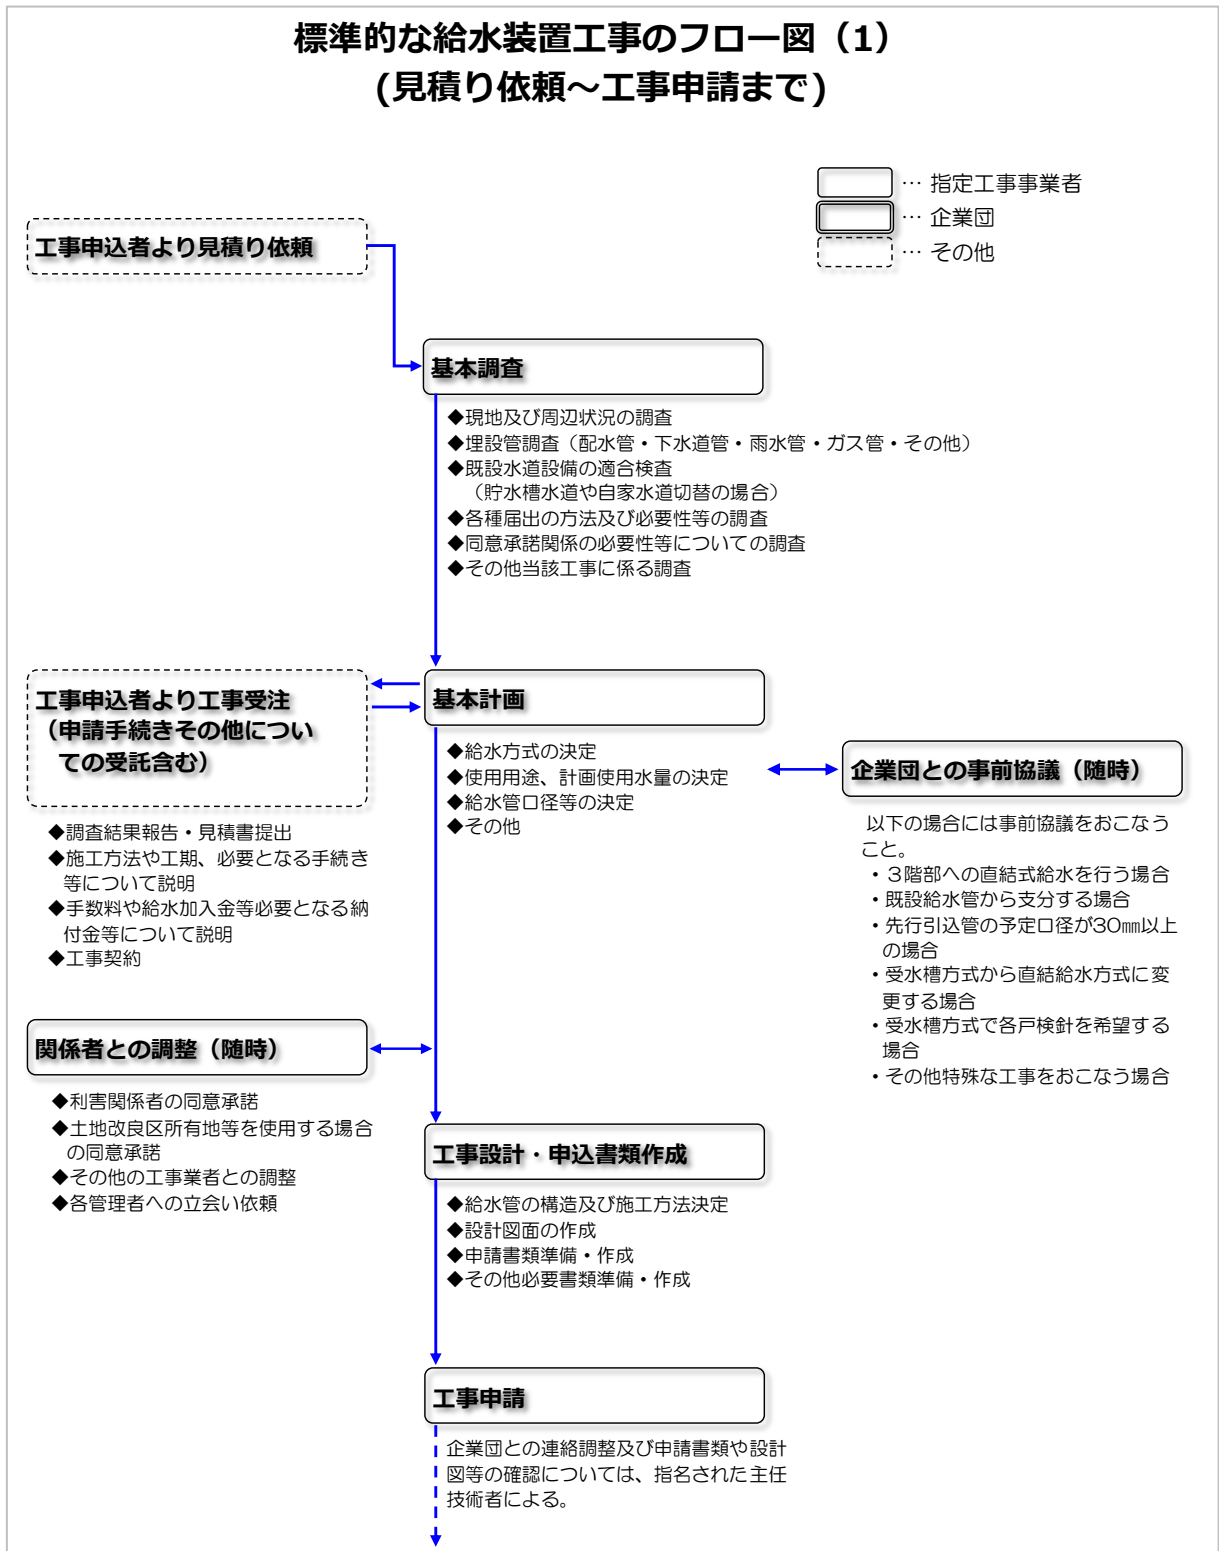 標準的な給水装置工事のフロー図（1）
(見積り依頼～工事申請まで)
… 指定工事事業者
… 企業団
… その他
工事申込者より見積り依頼
基本調査
◆現地及び周辺状況の調査
◆埋設管調査（配水管・下水道管・雨水管・ガス管・その他）
◆既設水道設備の適合検査
（貯水槽水道や自家水道切替の場合）
◆各種届出の方法及び必要性等の調査
◆同意承諾関係の必要性等についての調査
◆その他当該工事に係る調査
工事申込者より工事受注
（申請手続きその他につい
ての受託含む）
◆調査結果報告・見積書提出
◆施工方法や工期、必要となる手続き
等について説明
◆手数料や給水加入金等必要となる納
付金等について説明
◆工事契約
基本計画
◆給水方式の決定
◆使用用途、計画使用水量の決定
◆給水管口径等の決定
◆その他
企業団との事前協議（随時）
以下の場合には事前協議をおこなう
こと。
・３階部への直結式給水を行う場合
・既設給水管から支分する場合
・先行引込管の予定口径が30㎜以上
の場合
・受水槽方式から直結給水方式に変
更する場合
・受水槽方式で各戸検針を希望する
場合
・その他特殊な工事をおこなう場合
関係者との調整（随時）
◆利害関係者の同意承諾
◆土地改良区所有地等を使用する場合
の同意承諾
◆その他の工事業者との調整
◆各管理者への立会い依頼
工事設計・申込書類作成
◆給水管の構造及び施工方法決定
◆設計図面の作成
◆申請書類準備・作成
◆その他必要書類準備・作成
工事申請
企業団との連絡調整及び申請書類や設計
図等の確認については、指名された主任
技術者による。